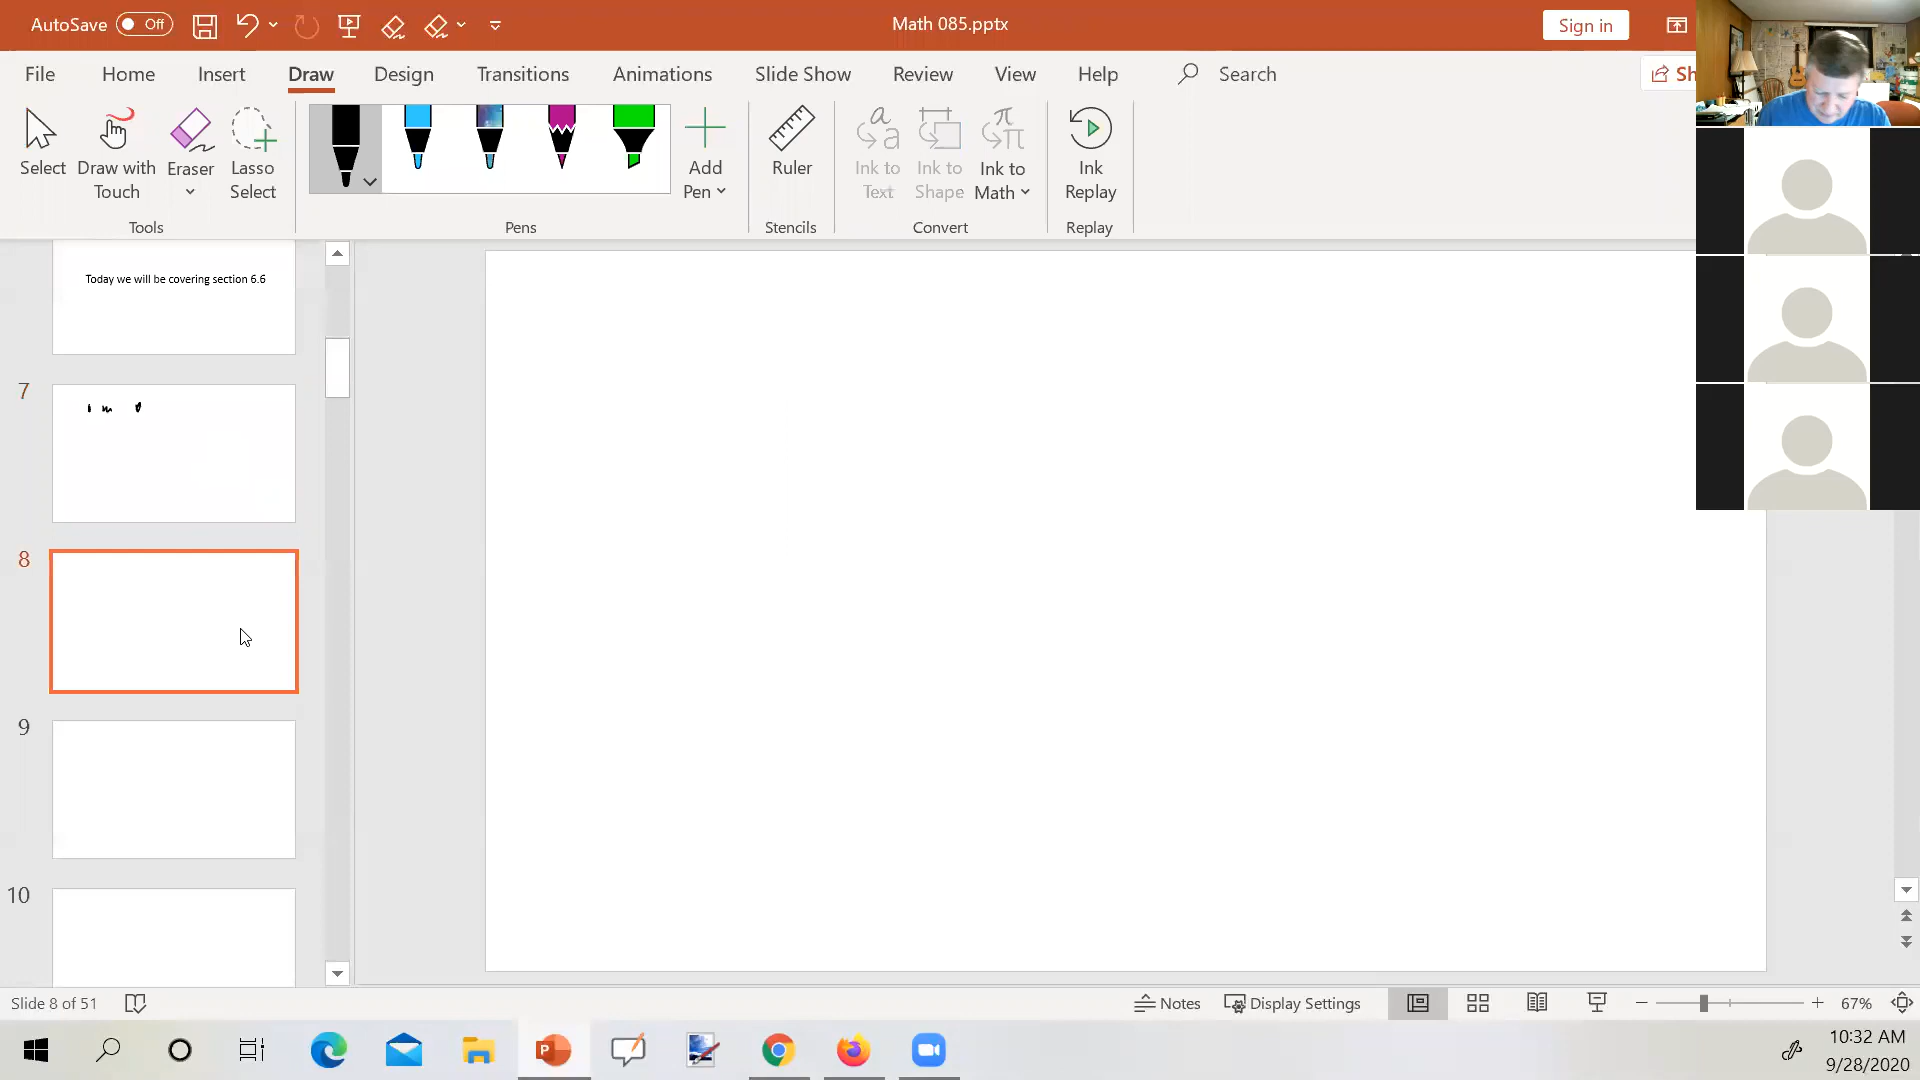 AutoSave Off Math 085.pptx Sign in
File Home Insert Draw Design Transitions Animations Slide Show Review View Help Search Sh
Select Draw with Touch Eraser Lasso Select Add Pen Ruler Ink to Text Ink to Shape Ink to Math Ink Replay
Tools Pens Stencils Convert Replay
Today we will be covering section 6.6
7
8
9
10
Slide 8 of 51 Notes Display Settings 67%
10:32 AM
9/28/2020